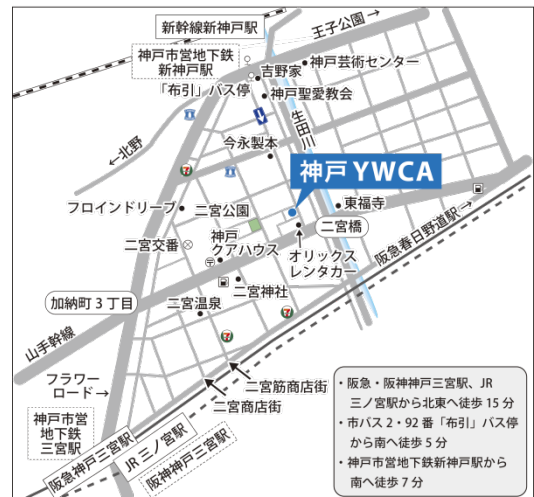 新幹線新神戸駅
王子公園→
神戸市営地下鉄
新神戸駅
神戸芸術センター
吉野家
「布引」バス停
神戸聖愛教会
生田川
←北野
今永製本
神戸 YWCA
フロインドリーブ
二宮公園
東福寺
二宮橋
二宮交番
神戸
クアハウス
オリックス
レンタカー
阪急春日野道駅→
二宮神社
加納町 3 丁目
二宮温泉
山手幹線
フラワー
ロード→
二宮筋商店街
二宮商店街
神戸市営
地下鉄
三宮駅
阪急神戸三宮駅
JR 三ノ宮駅
阪神神戸三宮駅
・阪急・阪神神戸三宮駅、JR
三ノ宮駅から北東へ徒歩 15 分
・市バス 2・92 番「布引」バス停
から南へ徒歩 5 分
・神戸市営地下鉄新神戸駅から
南へ徒歩 7 分